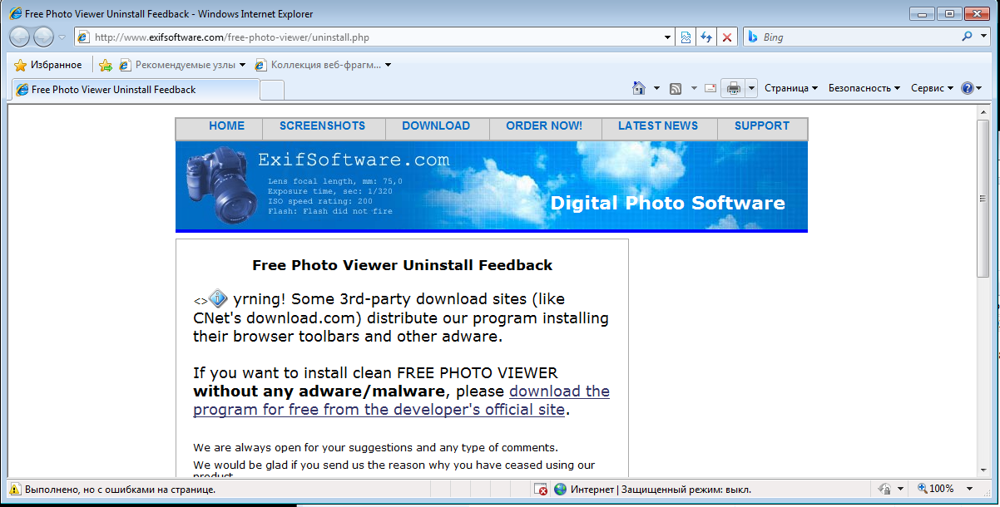 Free Photo Viewer Uninstall Feedback - Windows Internet Explorer
http://www.exifsoftware.com/free-photo-viewer/uninstall.php
Bing
Избранное
Рекомендуемые узлы
Коллекция веб-фрагм...
Free Photo Viewer Uninstall Feedback
Страница
Безопасность
Сервис
HOME
SCREENSHOTS
DOWNLOAD
ORDER NOW!
LATEST NEWS
SUPPORT
ExifSoftware.com
Lens focal length, mm: 75,0
Exposure time, sec: 1/320
ISO speed rating: 200
Flash: Flash did not fire
Digital Photo Software
Free Photo Viewer Uninstall Feedback
<> yrning! Some 3rd-party download sites (like
CNet's download.com) distribute our program installing
their browser toolbars and other adware.
If you want to install clean FREE PHOTO VIEWER
without any adware/malware, please download the
program for free from the developer's official site.
We are always open for your suggestions and any type of comments.
We would be glad if you send us the reason why you have ceased using our
product.
Выполнено, но с ошибками на странице.
Интернет | Защищенный режим: выкл.
100%